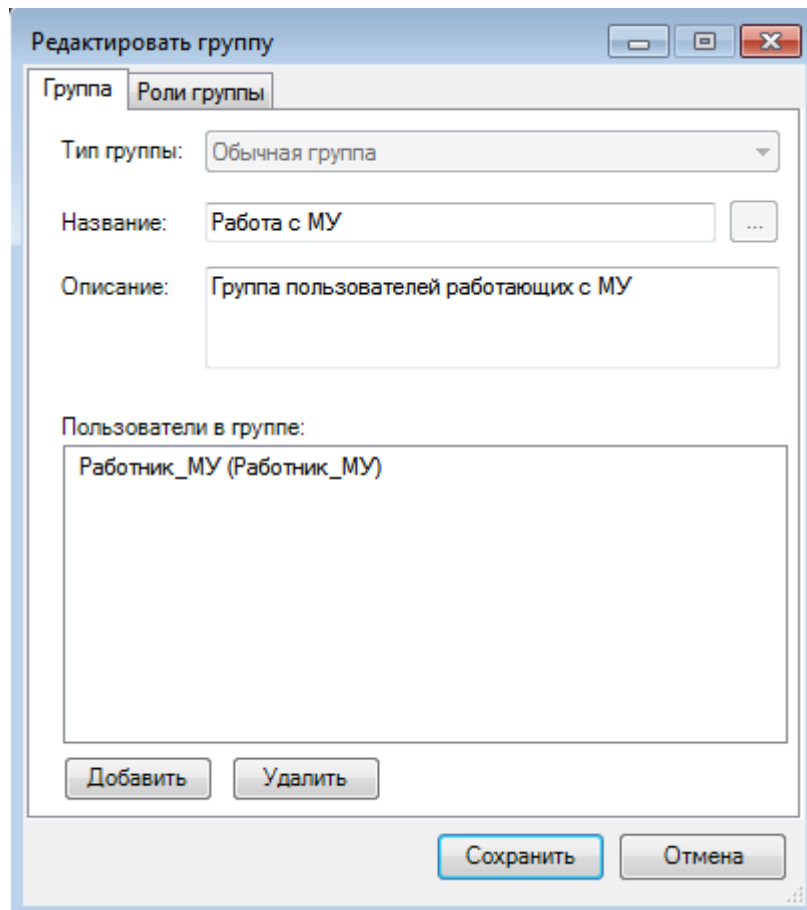 Редактировать группу
Группа Роли группы
Тип группы: Обычная группа
Название: Работа с МУ ...
Описание: Группа пользователей работающих с МУ
Пользователи в группе:
Работник_МУ (Работник_МУ)
Добавить Удалить
Сохранить Отмена